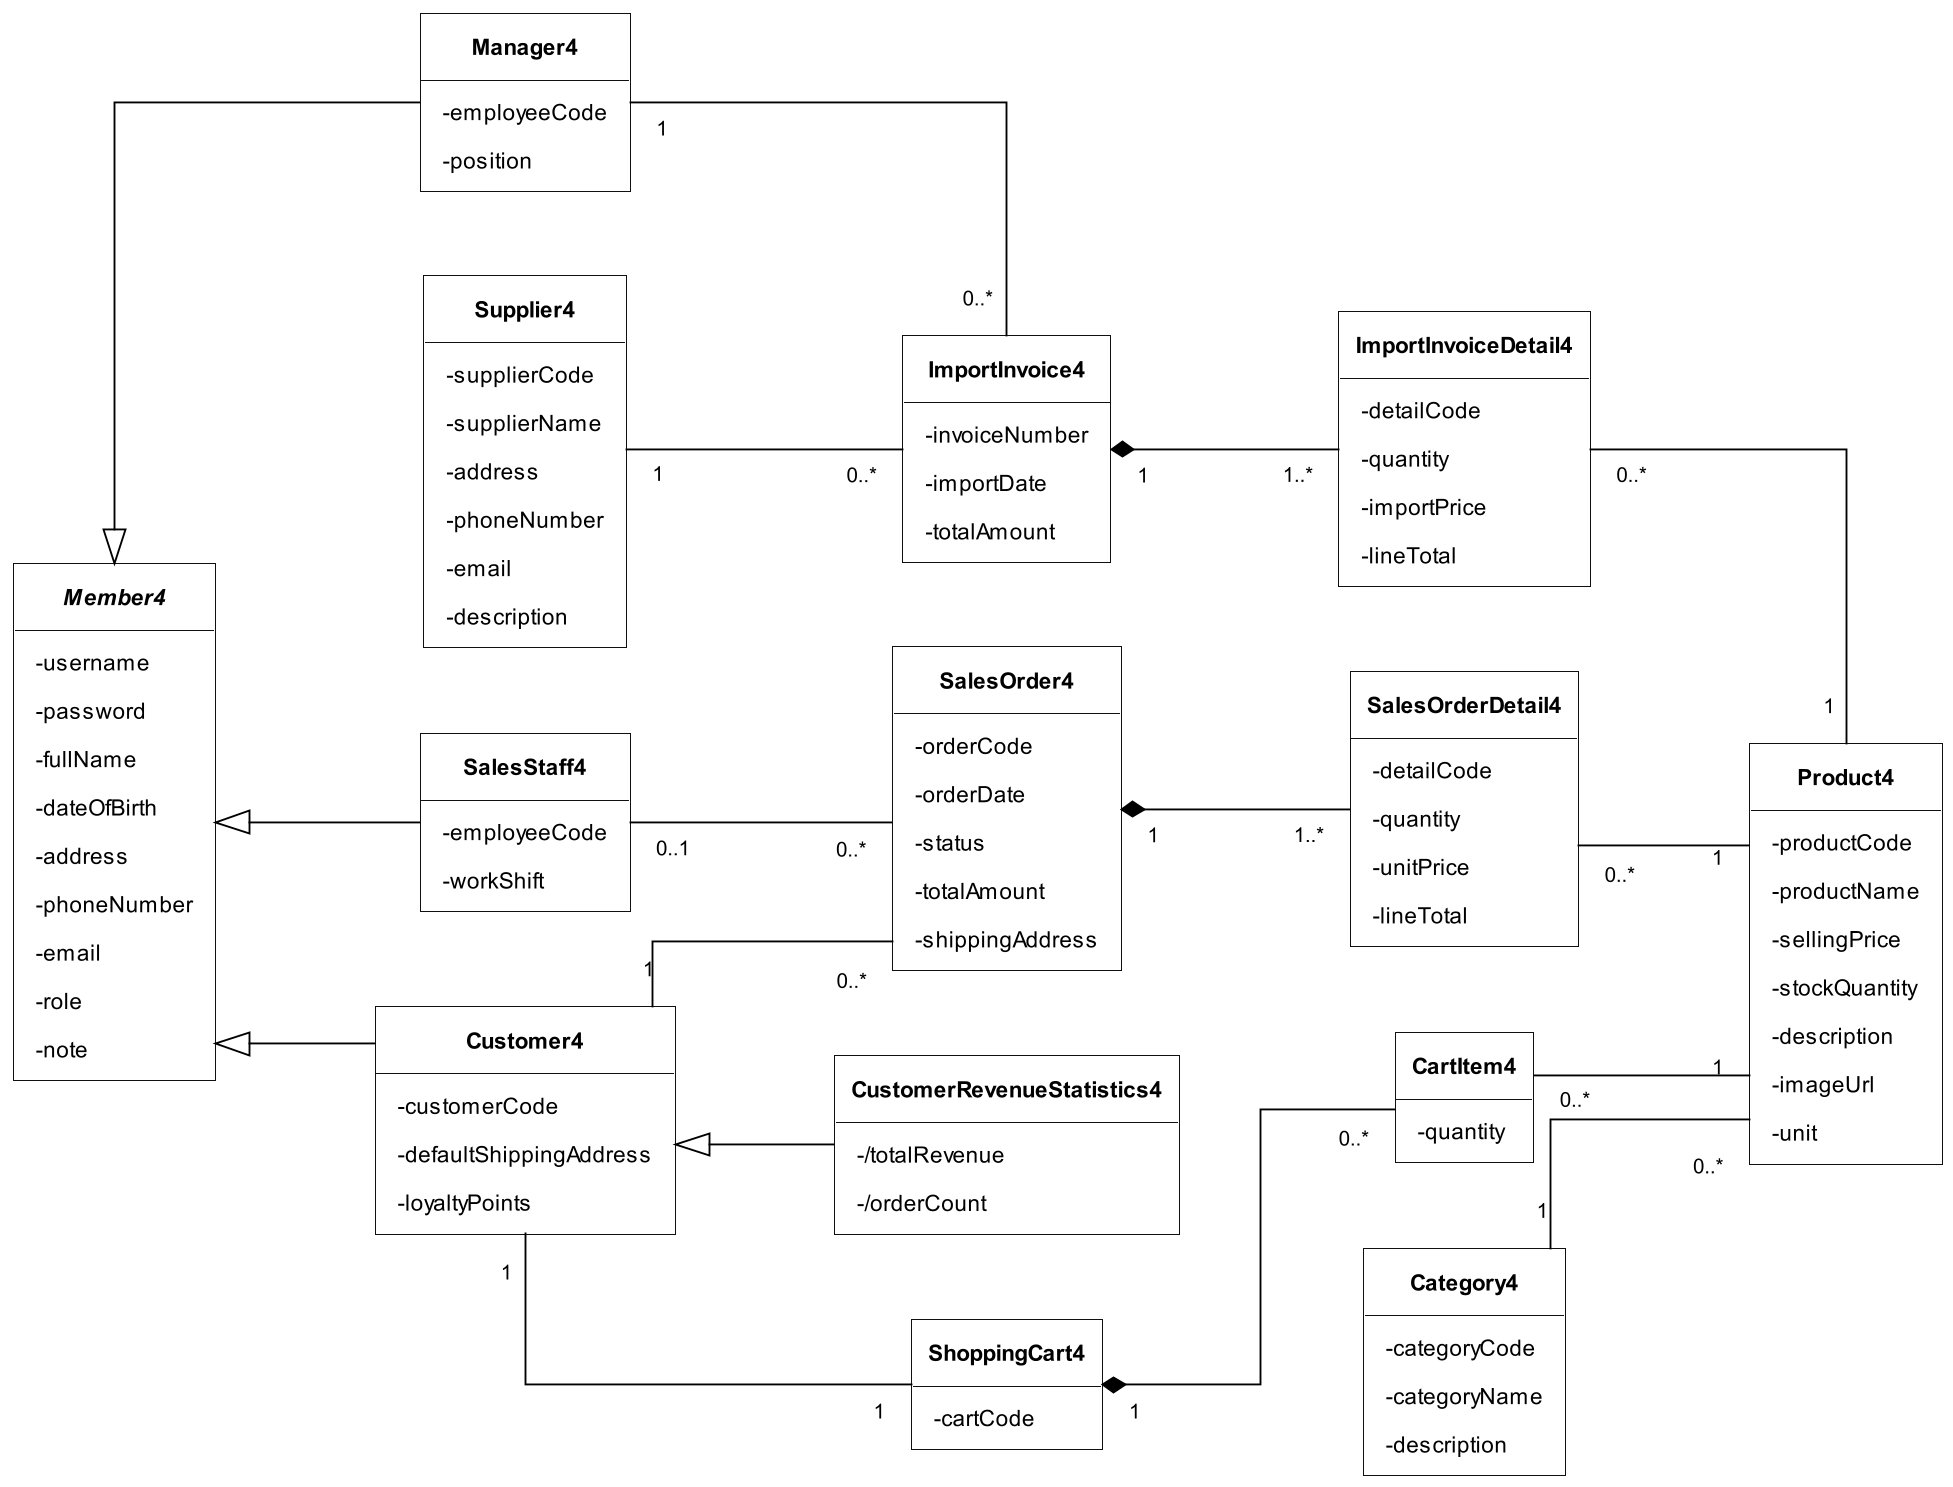 Manager4
-employeeCode
-position
1
0..*
Supplier4
-supplierCode
-supplierName
-address
-phoneNumber
-email
-description
1
0..*
ImportInvoice4
-invoiceNumber
-importDate
-totalAmount
1
1..*
ImportInvoiceDetail4
-detailCode
-quantity
-importPrice
-lineTotal
0..*
1
Member4
-username
-password
-fullName
-dateOfBirth
-address
-phoneNumber
-email
-role
-note
SalesStaff4
-employeeCode
-workShift
0..1
0..*
SalesOrder4
-orderCode
-orderDate
-status
-totalAmount
-shippingAddress
1
1..*
SalesOrderDetail4
-detailCode
-quantity
-unitPrice
-lineTotal
0..*
1
Product4
-productCode
-productName
-sellingPrice
-stockQuantity
-description
-imageUrl
-unit
1
0..*
Customer4
-customerCode
-defaultShippingAddress
-loyaltyPoints
CustomerRevenueStatistics4
-/totalRevenue
-/orderCount
CartItem4
-quantity
1
0..*
0..*
0..*
1
1
Category4
-categoryCode
-categoryName
-description
ShoppingCart4
-cartCode
1
1